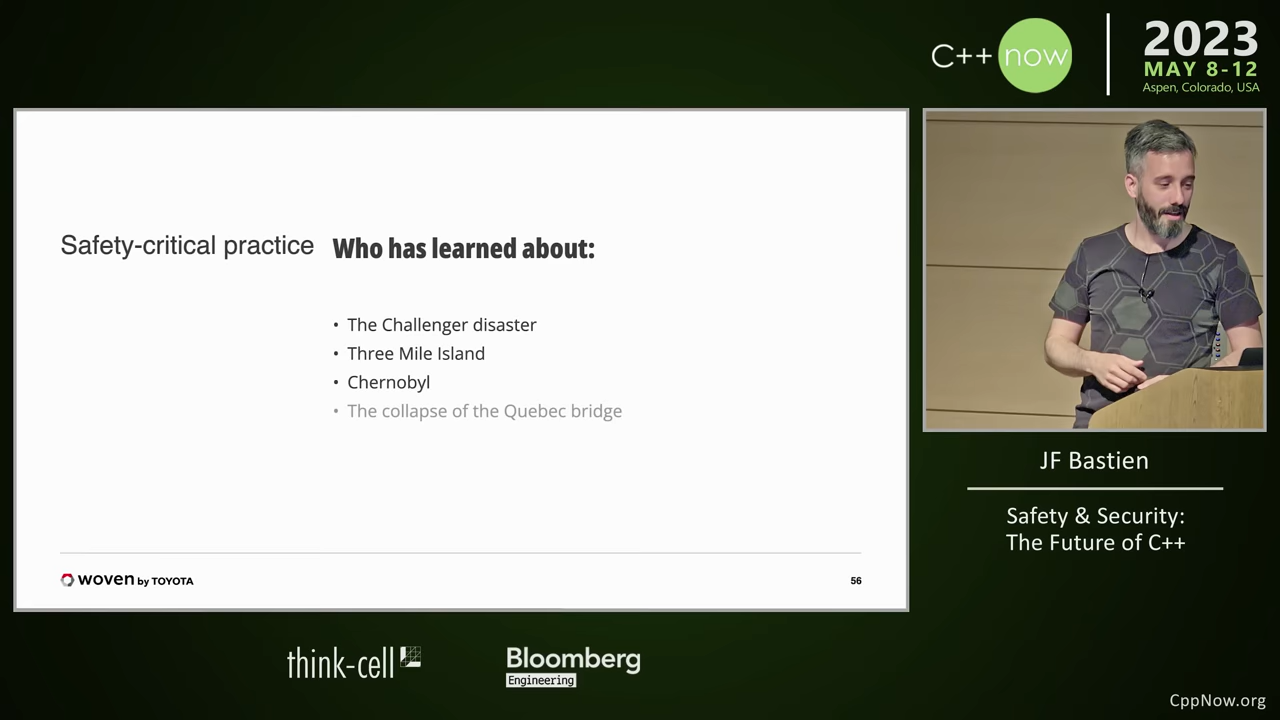 C++ now
2023
MAY 8-12
Aspen, Colorado, USA
Safety-critical practice
Who has learned about:
• The Challenger disaster
• Three Mile Island
• Chernobyl
• The collapse of the Quebec bridge
woven by TOYOTA
56
JF Bastien
Safety & Security:
The Future of C++
think-cell
Bloomberg
Engineering
CppNow.org